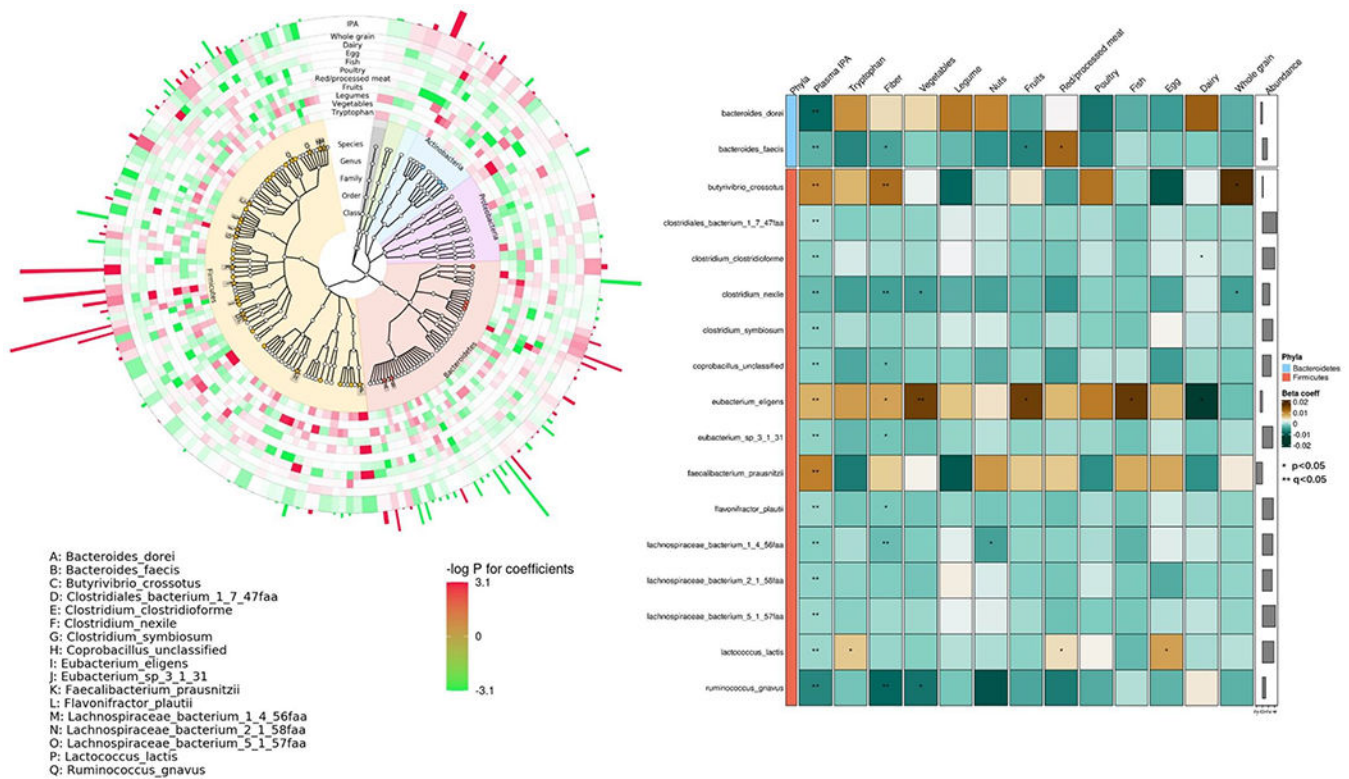 IPA
Whole grain
Dairy
Egg
Fish
Poultry
Red/processed meat
Fruits
Legumes
Vegetables
Tryptophan
Species
Genus
Family
Order
Class
Actinobacteria
Proteobacteria
Bacteroidetes
Firmicutes
A: Bacteroides_dorei
B: Bacteroides_faecis
C: Butyrivibrio_crossotus
D: Clostridiales_bacterium_1_7_47faa
E: Clostridium_clostridioforme
F: Clostridium_nexile
G: Clostridium_symbiosum
H: Coprobacillus_unclassified
I: Eubacterium_eligens
J: Eubacterium_sp_3_1_31
K: Faecalibacterium_prausnitzii
L: Flavonifractor_plautii
M: Lachnospiraceae_bacterium_1_4_56faa
N: Lachnospiraceae_bacterium_2_1_58faa
O: Lachnospiraceae_bacterium_5_1_57faa
P: Lactococcus_lactis
Q: Ruminococcus_gnavus
-log P for coefficients
3.1
0
-3.1
Phyla
Plasma IPA
Tryptophan
Fiber
Vegetables
Legume
Nuts
Fruits
Red/processed meat
Poultry
Fish
Egg
Dairy
Whole grain
Abundance
bacteroides_dorei
bacteroides_faecis
butyrivibrio_crossotus
clostridiales_bacterium_1_7_47faa
clostridium_clostridioforme
clostridium_nexile
clostridium_symbiosum
coprobacillus_unclassified
eubacterium_eligens
eubacterium_sp_3_1_31
faecalibacterium_prausnitzii
flavonifractor_plautii
lachnospiraceae_bacterium_1_4_56faa
lachnospiraceae_bacterium_2_1_58faa
lachnospiraceae_bacterium_5_1_57faa
lactococcus_lactis
ruminococcus_gnavus
Phyla
Bacteroidetes
Firmicutes
Beta coeff
0.02
0.01
0
-0.01
-0.02
* p<0.05
** q<0.05